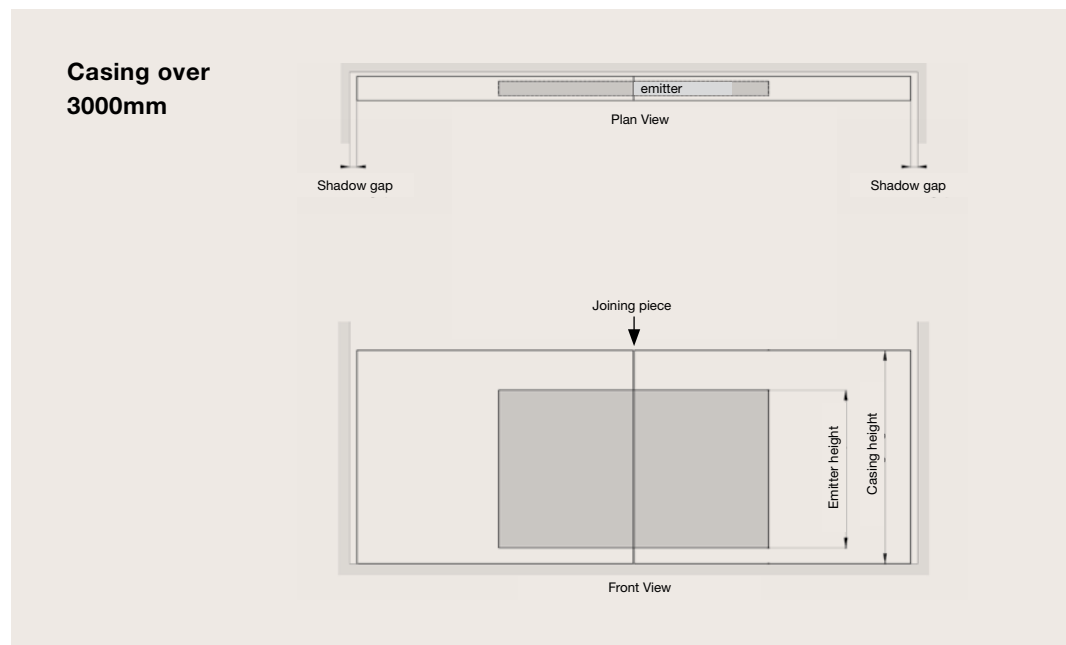 Casing over
3000mm
emitter
Plan View
Shadow gap
Shadow gap
Joining piece
Emitter height
Casing height
Front View